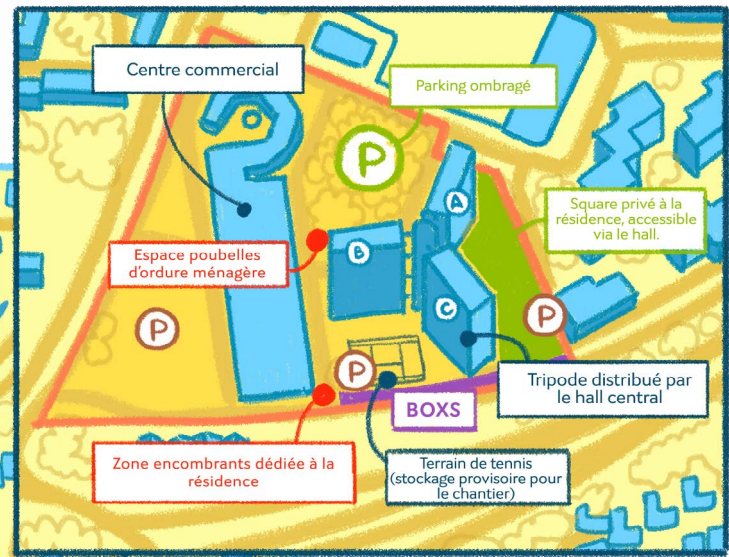 Centre commercial
Parking ombragé
P
A
Square privé à la
résidence, accessible
via le hall.
Espace poubelles
d'ordure ménagère
B
C
P
P
P
Tripode distribué par
le hall central
BOXS
Zone encombrants dédiée à la
résidence
Terrain de tennis
(stockage provisoire pour
le chantier)